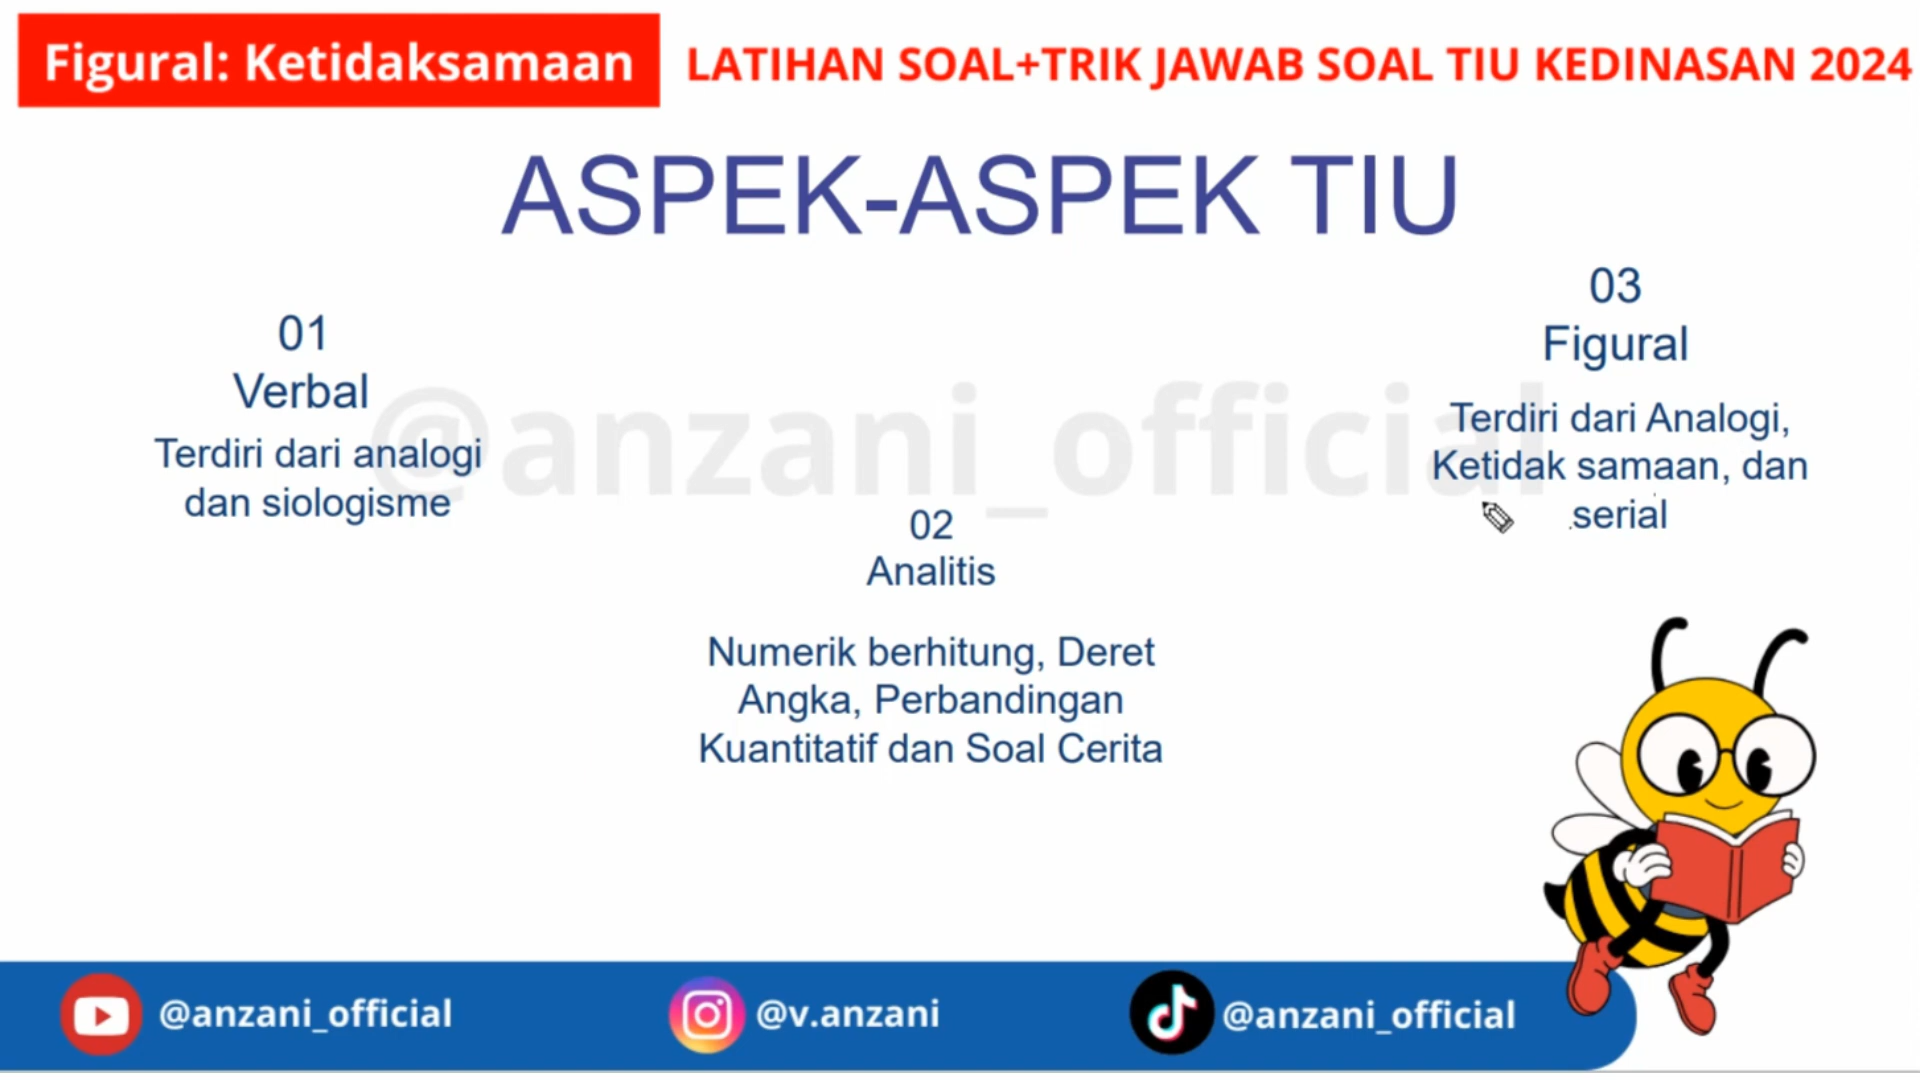 Figural: Ketidaksamaan
LATIHAN SOAL+TRIK JAWAB SOAL TIU KEDINASAN 2024
ASPEK-ASPEK TIU
01
Verbal
Terdiri dari analogi
dan siologisme
02
Analitis
Numerik berhitung, Deret
Angka, Perbandingan
Kuantitatif dan Soal Cerita
03
Figural
Terdiri dari Analogi,
Ketidak samaan, dan
serial
@anzani_official
@anzani_official
@v.anzani
@anzani_official